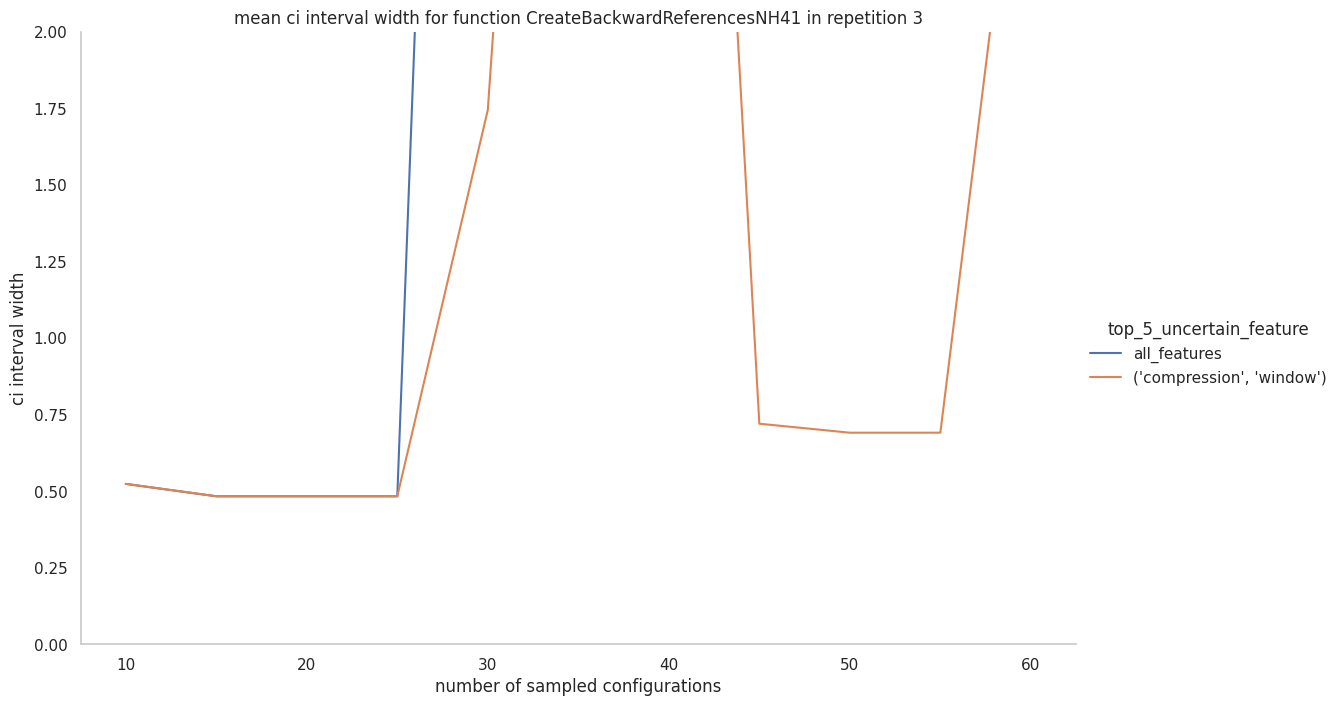 mean ci interval width for function CreateBackwardReferencesNH41 in repetition 3
2.00
1.75
1.50
1.25
1.00
0.75
0.50
0.25
0.00
ci interval width
10
20
30
40
50
60
number of sampled configurations
top_5_uncertain_feature
all_features
('compression', 'window')